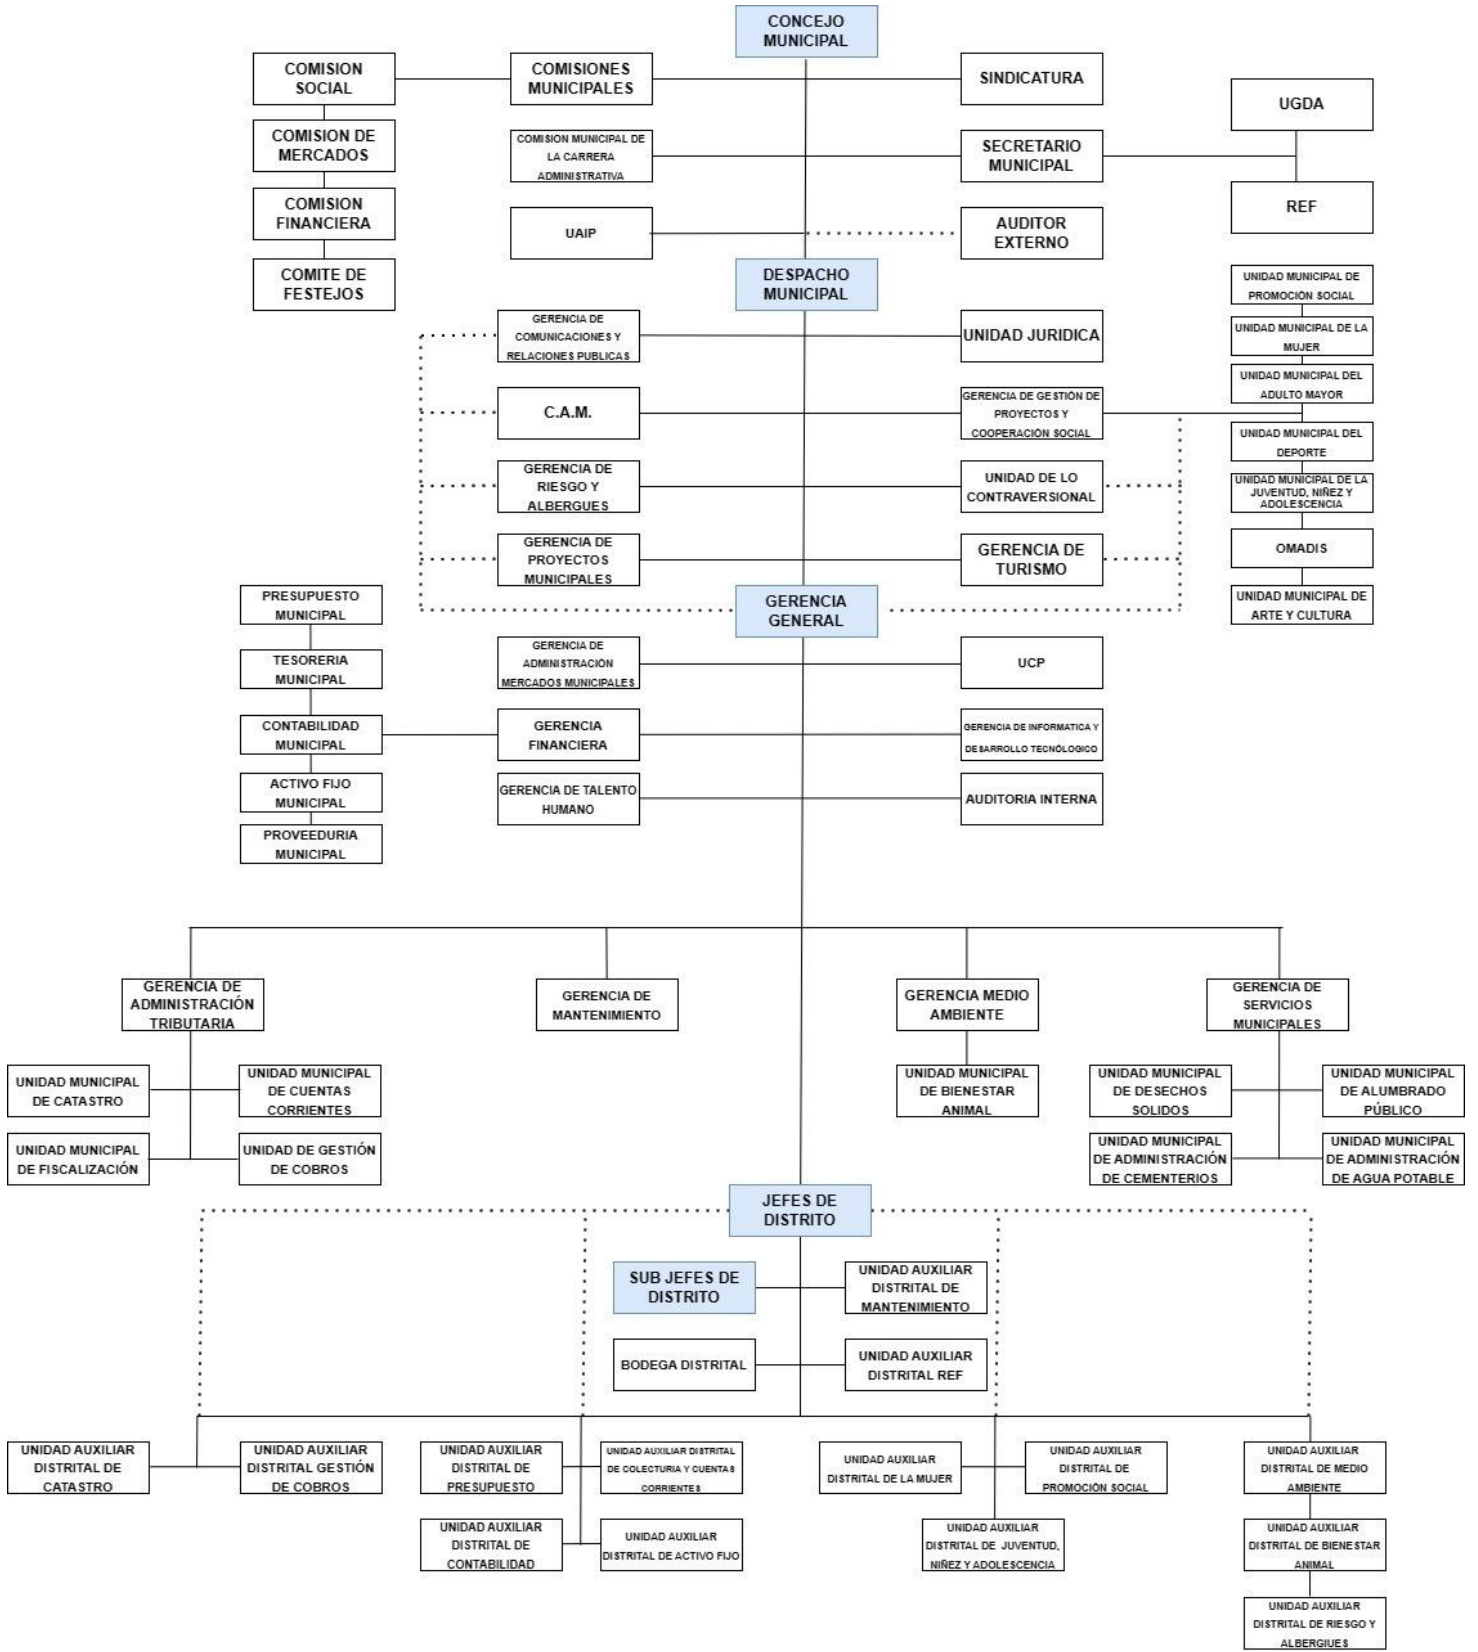 CONCEJO
MUNICIPAL
COMISION
SOCIAL
COMISIONES
MUNICIPALES
SINDICATURA
UGDA
COMISION DE
MERCADOS
COMISION MUNICIPAL DE
LA CARRERA
ADMINISTRATIVA
SECRETARIO
MUNICIPAL
COMISION
FINANCIERA
UAIP
AUDITOR
EXTERNO
REF
COMITE DE
FESTEJOS
DESPACHO
MUNICIPAL
UNIDAD MUNICIPAL DE
PROMOCIÓN SOCIAL
GERENCIA DE
COMUNICACIONES Y
RELACIONES PUBLICAS
UNIDAD JURIDICA
UNIDAD MUNICIPAL DE LA
MUJER
UNIDAD MUNICIPAL DEL
ADULTO MAYOR
C.A.M.
GERENCIA DE GESTIÓN DE
PROYECTOS Y
COOPERACIÓN SOCIAL
UNIDAD MUNICIPAL DEL
DEPORTE
GERENCIA DE
RIESGO Y
ALBERGUES
UNIDAD DE LO
CONTRAVERSIONAL
UNIDAD MUNICIPAL DE LA
JUVENTUD, NIÑEZ Y
ADOLESCENCIA
GERENCIA DE
PROYECTOS
MUNICIPALES
GERENCIA DE
TURISMO
OMADIS
PRESUPUESTO
MUNICIPAL
GERENCIA
GENERAL
UNIDAD MUNICIPAL DE
ARTE Y CULTURA
TESORERIA
MUNICIPAL
GERENCIA DE
ADMINISTRACIÓN
MERCADOS MUNICIPALES
UCP
CONTABILIDAD
MUNICIPAL
GERENCIA
FINANCIERA
GERENCIA DE INFORMATICA Y
DESARROLLO TECNÓLOGICO
ACTIVO FIJO
MUNICIPAL
GERENCIA DE TALENTO
HUMANO
AUDITORIA INTERNA
PROVEEDURIA
MUNICIPAL
GERENCIA DE
ADMINISTRACIÓN
TRIBUTARIA
GERENCIA DE
MANTENIMIENTO
GERENCIA MEDIO
AMBIENTE
GERENCIA DE
SERVICIOS
MUNICIPALES
UNIDAD MUNICIPAL
DE CATASTRO
UNIDAD MUNICIPAL
DE CUENTAS
CORRIENTES
UNIDAD MUNICIPAL
DE BIENESTAR
ANIMAL
UNIDAD MUNICIPAL
DE DESECHOS
SOLIDOS
UNIDAD MUNICIPAL
DE ALUMBRADO
PÚBLICO
UNIDAD MUNICIPAL
DE FISCALIZACIÓN
UNIDAD DE GESTIÓN
DE COBROS
UNIDAD MUNICIPAL
DE ADMINISTRACIÓN
DE CEMENTERIOS
UNIDAD MUNICIPAL
DE ADMINISTRACIÓN
DE AGUA POTABLE
JEFES DE
DISTRITO
SUB JEFES DE
DISTRITO
UNIDAD AUXILIAR
DISTRITAL DE
MANTENIMIENTO
BODEGA DISTRITAL
UNIDAD AUXILIAR
DISTRITAL REF
UNIDAD AUXILIAR
DISTRITAL DE
CATASTRO
UNIDAD AUXILIAR
DISTRITAL GESTIÓN
DE COBROS
UNIDAD AUXILIAR
DISTRITAL DE
PRESUPUESTO
UNIDAD AUXILIAR DISTRITAL
DE COLECTURIA Y CUENTAS
CORRIENTES
UNIDAD AUXILIAR
DISTRITAL DE LA MUJER
UNIDAD AUXILIAR
DISTRITAL DE
PROMOCIÓN SOCIAL
UNIDAD AUXILIAR
DISTRITAL DE MEDIO
AMBIENTE
UNIDAD AUXILIAR
DISTRITAL DE
CONTABILIDAD
UNIDAD AUXILIAR
DISTRITAL DE ACTIVO FIJO
UNIDAD AUXILIAR
DISTRITAL DE JUVENTUD,
NIÑEZ Y ADOLESCENCIA
UNIDAD AUXILIAR
DISTRITAL DE BIENESTAR
ANIMAL
UNIDAD AUXILIAR
DISTRITAL DE RIESGO Y
ALBERGIUES